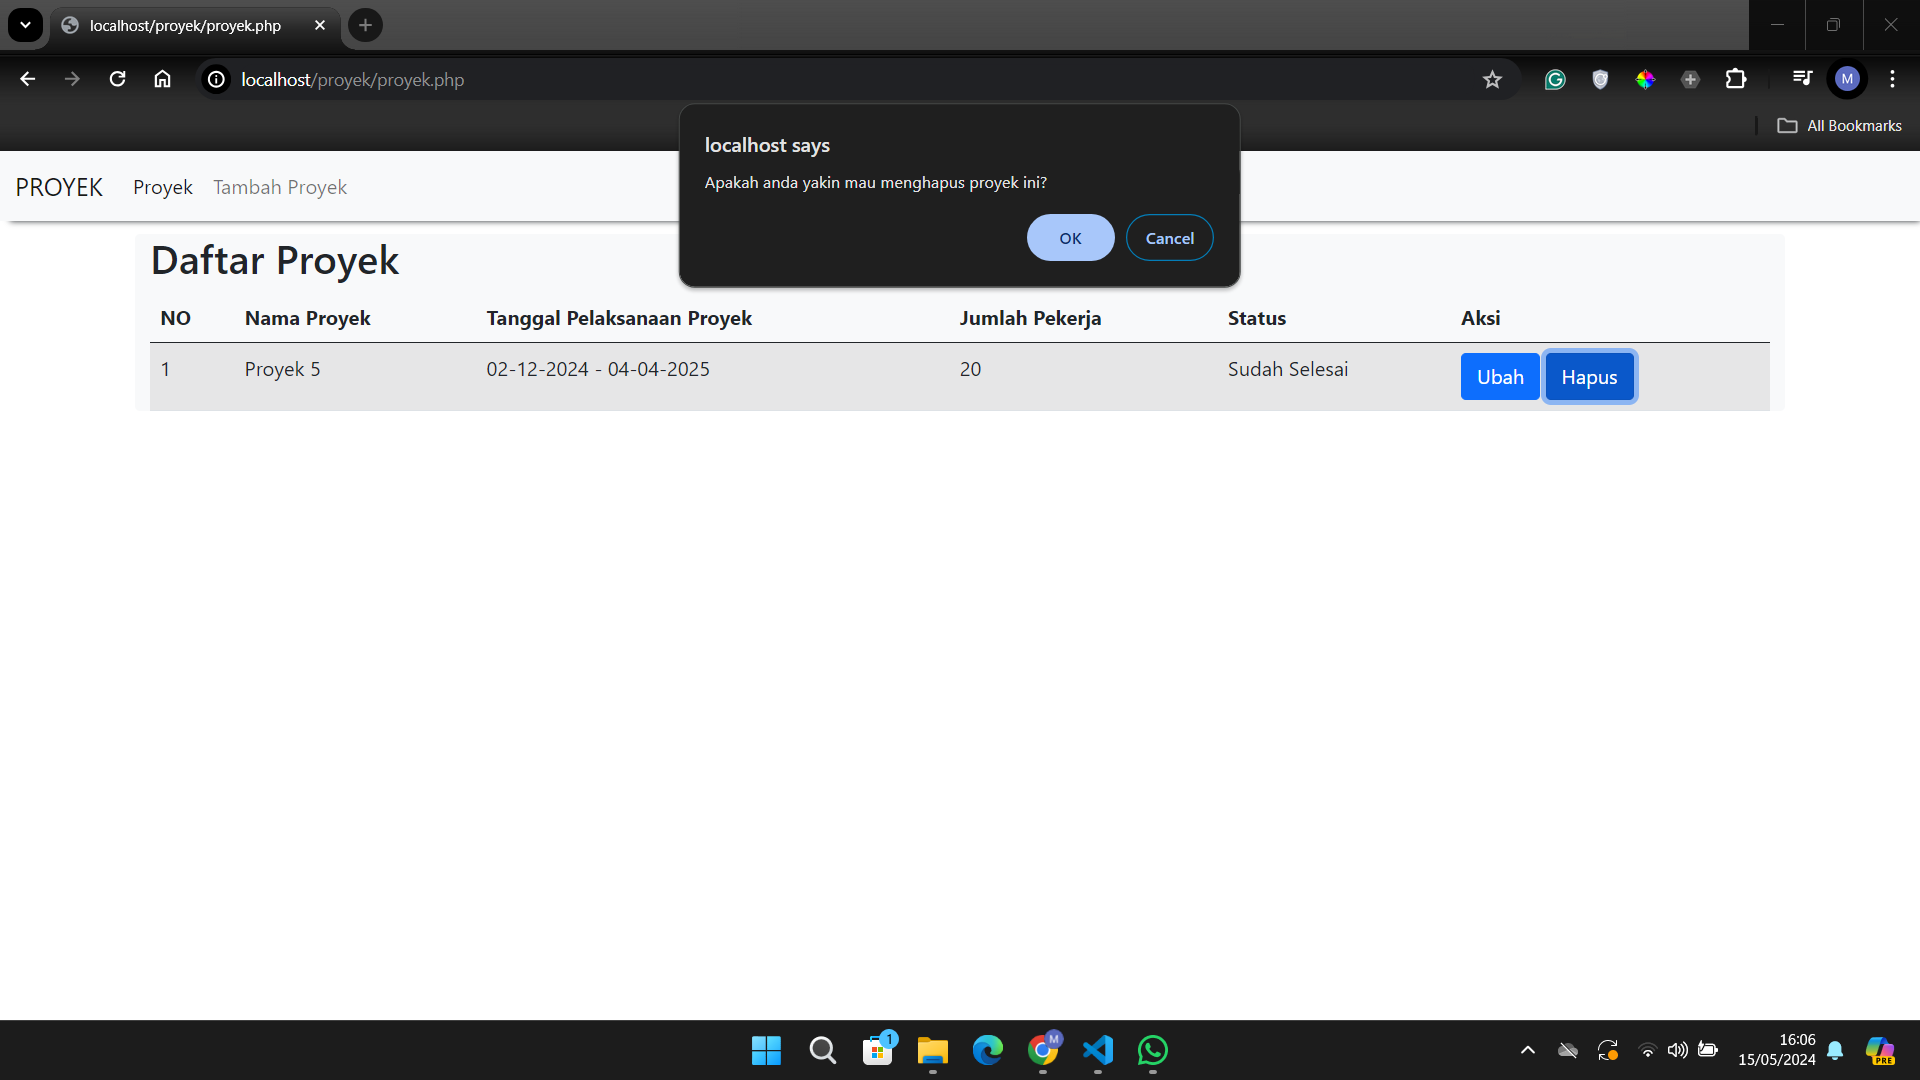 localhost/proyek/proyek.php
localhost/proyek/proyek.php
M
All Bookmarks
localhost says
Apakah anda yakin mau menghapus proyek ini?
OK
Cancel
PROYEK
Proyek
Tambah Proyek
Daftar Proyek
NO
Nama Proyek
Tanggal Pelaksanaan Proyek
Jumlah Pekerja
Status
Aksi
1
Proyek 5
02-12-2024 - 04-04-2025
20
Sudah Selesai
Ubah
Hapus
1
M
16:06
15/05/2024
PRE